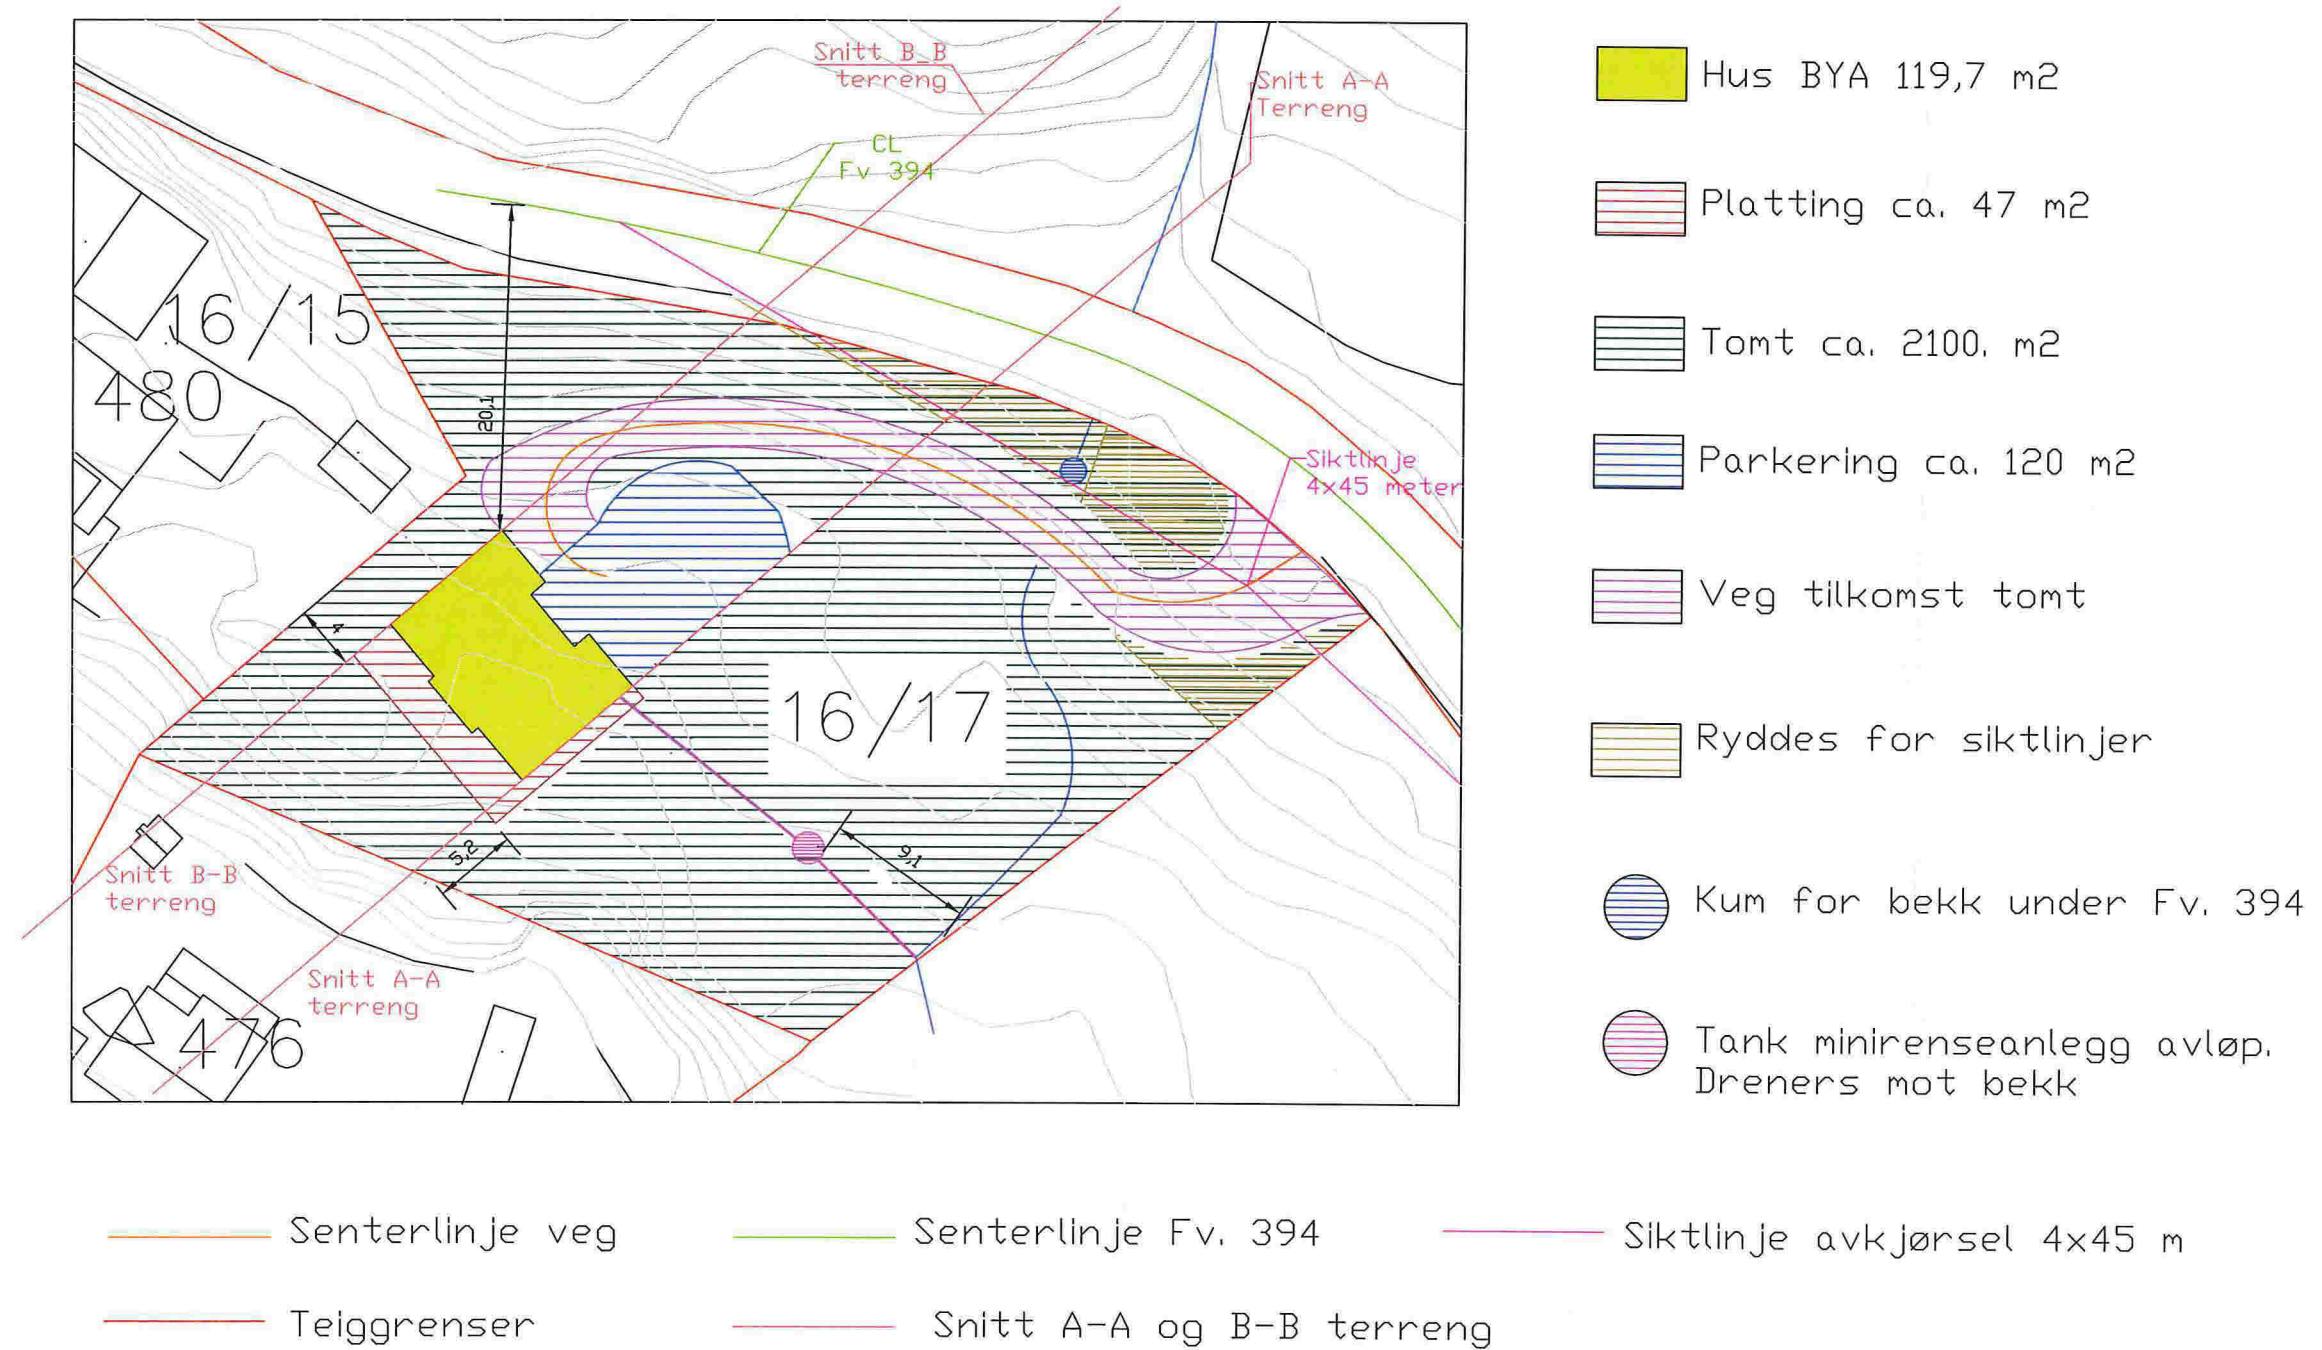 Snitt B_B
terreng
Snitt A-A
Terreng
CL
Fv 394
16/15
480
20,1
Siktlinje
4x45 meter
4
16/17
5,2
9,1
Snitt B-B
terreng
Snitt A-A
terreng
476
Hus BYA 119,7 m2
Platting ca. 47 m2
Tomt ca. 2100. m2
Parkering ca. 120 m2
Veg tilkomst tomt
Ryddes for siktlinjer
Kum for bekk under Fv. 394
Tank minirenseanlegg avløp.
Dreners mot bekk
Senterlinje veg
Senterlinje Fv. 394
Siktlinje avkjørsel 4x45 m
Teiggrenser
Snitt A-A og B-B terreng